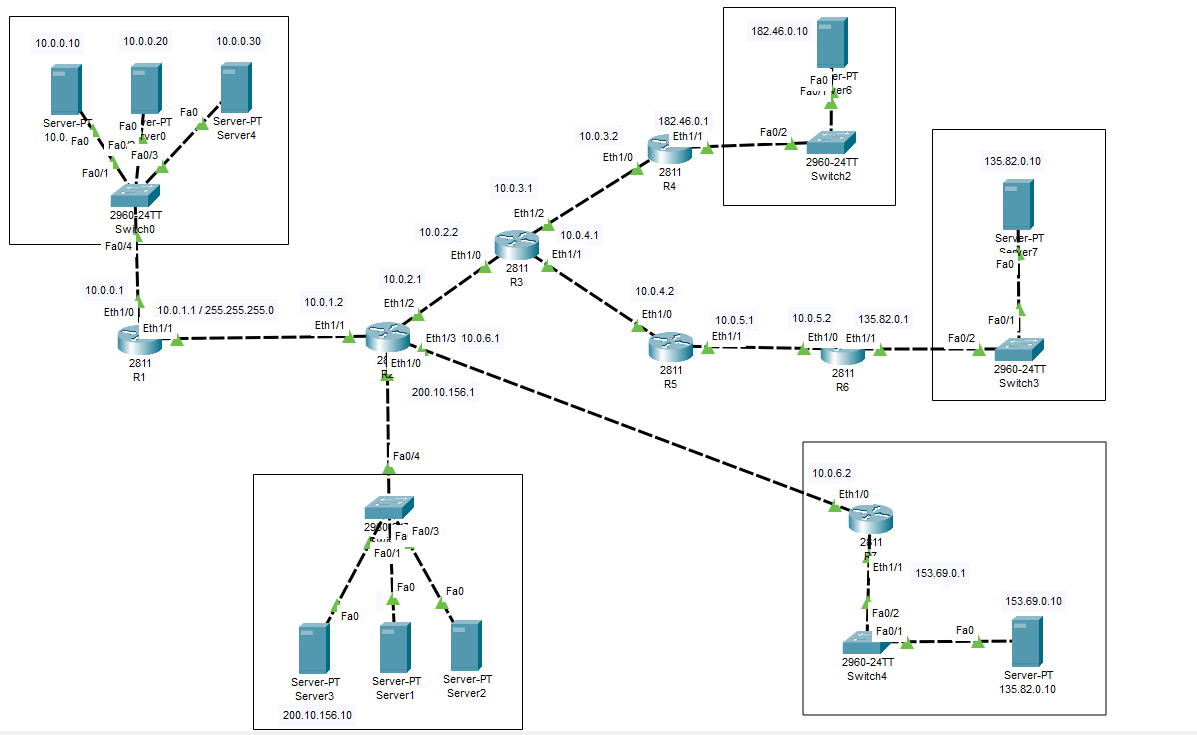 10.0.0.10
10.0.0.20
10.0.0.30
Server-PT
10.0.
Fa0
Fa0
er-PT
ver0
Fa0
Server-PT
Server4
Fa0/1
Fa0/3
2960-24TT
Switch0
Fa0/4
10.0.0.1
Eth1/0
10.1.1.1 / 255.255.255.0
Eth1/1
2811
R1
10.0.1.2
Eth1/1
10.0.2.1
Eth1/2
Eth1/3
10.0.6.1
Eth1/0
200.10.156.1
10.0.2.2
Eth1/0
10.0.3.1
Eth1/2
10.0.4.1
Eth1/1
2811
R3
10.0.3.2
Eth1/0
182.46.0.1
Eth1/1
2811
R4
182.46.0.10
Fa0
er-PT
ver6
Fa0/2
2960-24TT
Switch2
135.82.0.10
Server-PT
Server7
Fa0
Fa0/1
Fa0/2
2960-24TT
Switch3
10.0.4.2
Eth1/0
10.0.5.1
Eth1/1
2811
R5
10.0.5.2
Eth1/0
135.82.0.1
Eth1/1
2811
R6
Fa0/4
Fa0/3
Fa0/1
Fa0
Fa0
Fa0
Server-PT
Server3
Server-PT
Server1
Server-PT
Server2
200.10.156.10
10.0.6.2
Eth1/0
2811
R7
Eth1/1
153.69.0.1
Fa0/2
Fa0/1
Fa0
153.69.0.10
2960-24TT
Switch4
Server-PT
135.82.0.10